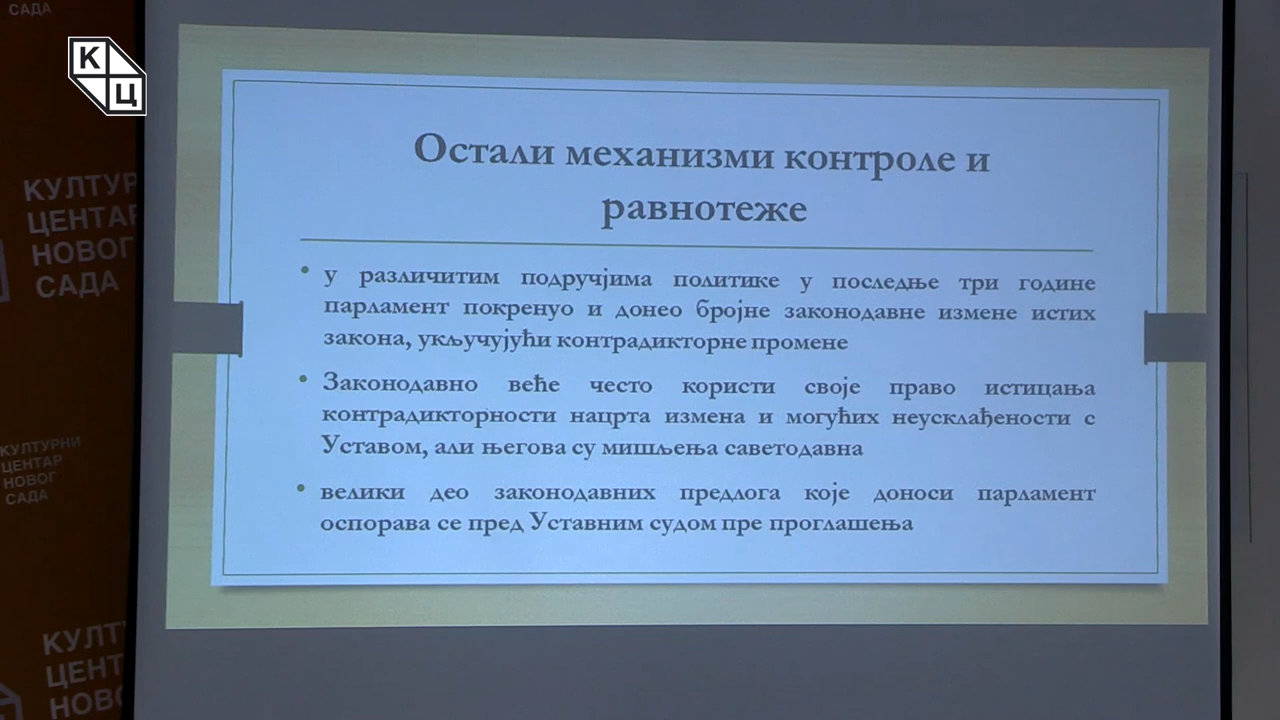 САДА
К
Ц
КУЛТУР
ЦЕНТА
НОВОГ
САДА
Остали механизми контроле и
равнотеже
• у различитим подручјима политике у последње три године
парламент покренуо и донео бројне законодавне измене истих
закона, укључујући контрадикторне промене
• Законодавно веће често користи своје право истицања
контрадикторности нацрта измена и могућих неусклађености с
Уставом, али његова су мишљења саветодавна
• велики део законодавних предлога које доноси парламент
оспорава се пред Уставним судом пре проглашења
КУЛТУРНИ
ЦЕНТАР
НОВОГ
САДА
КУЛТ
ЦЕНТ
НОВО